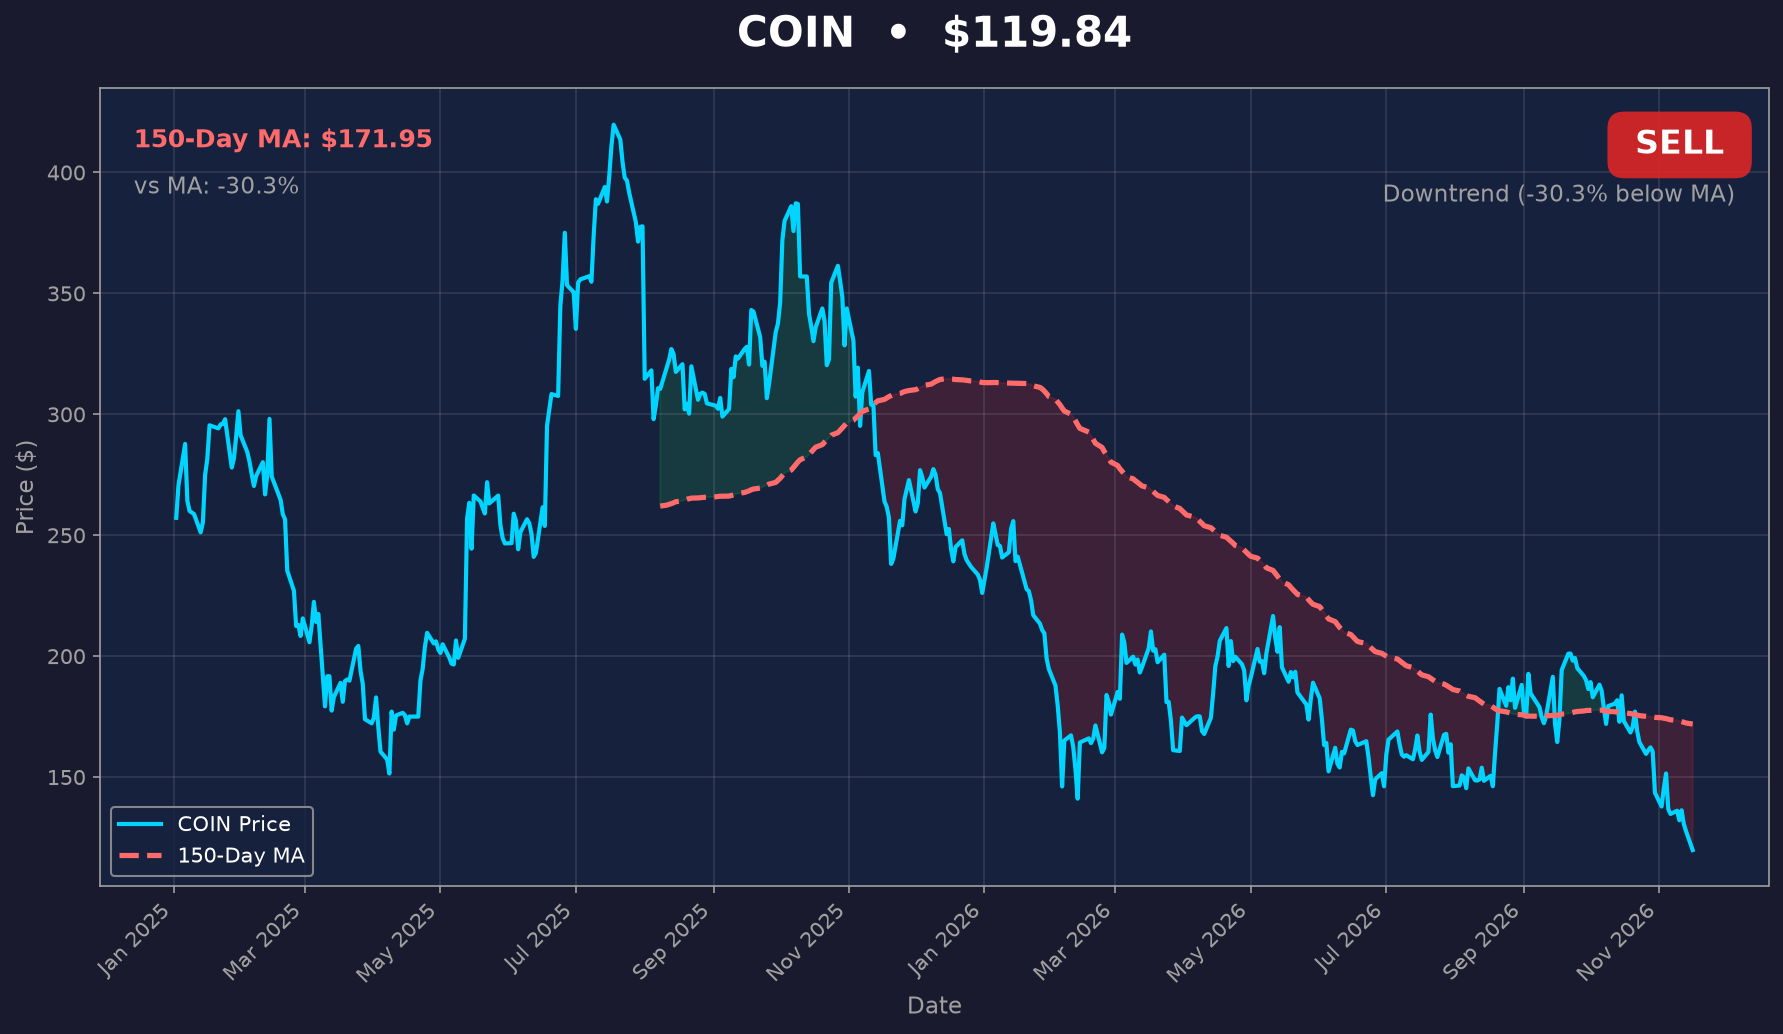 COIN • $119.84
150-Day MA: $171.95
vs MA: -30.3%
SELL
Downtrend (-30.3% below MA)
Price ($)
400
350
300
250
200
150
COIN Price
150-Day MA
Jan 2025
Mar 2025
May 2025
Jul 2025
Sep 2025
Nov 2025
Jan 2026
Mar 2026
May 2026
Jul 2026
Sep 2026
Nov 2026
Date